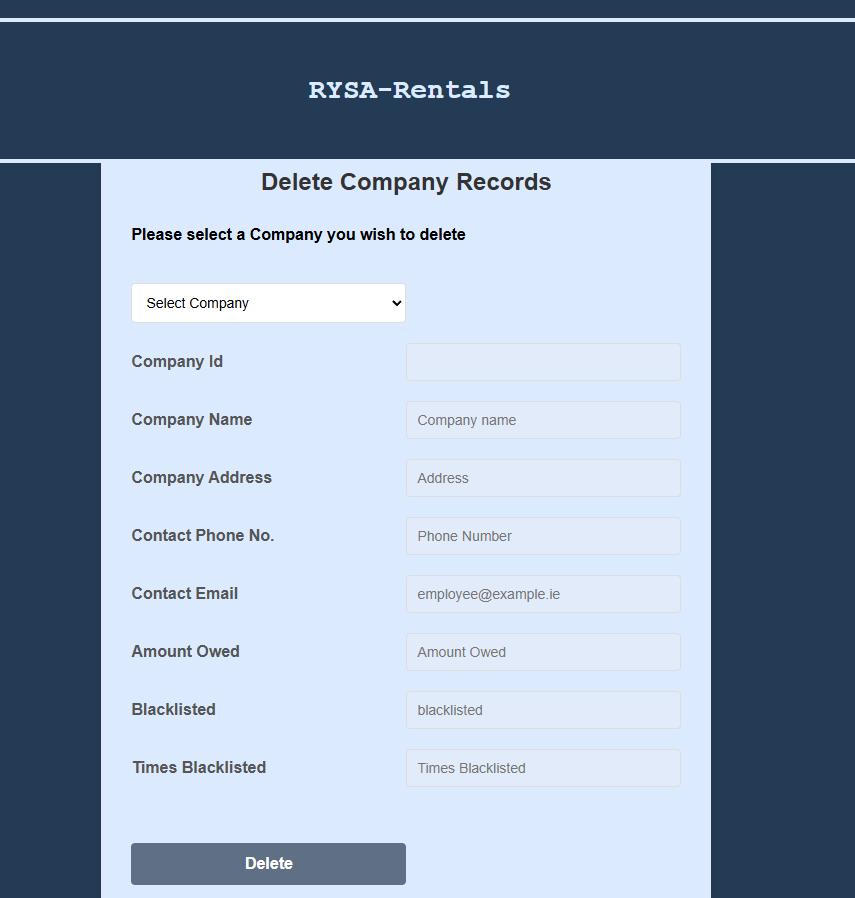 RYSA-Rentals
Delete Company Records
Please select a Company you wish to delete
Select Company
Company Id
Company Name Company name
Company Address Address
Contact Phone No. Phone Number
Contact Email employee@example.ie
Amount Owed Amount Owed
Blacklisted blacklisted
Times Blacklisted Times Blacklisted
Delete